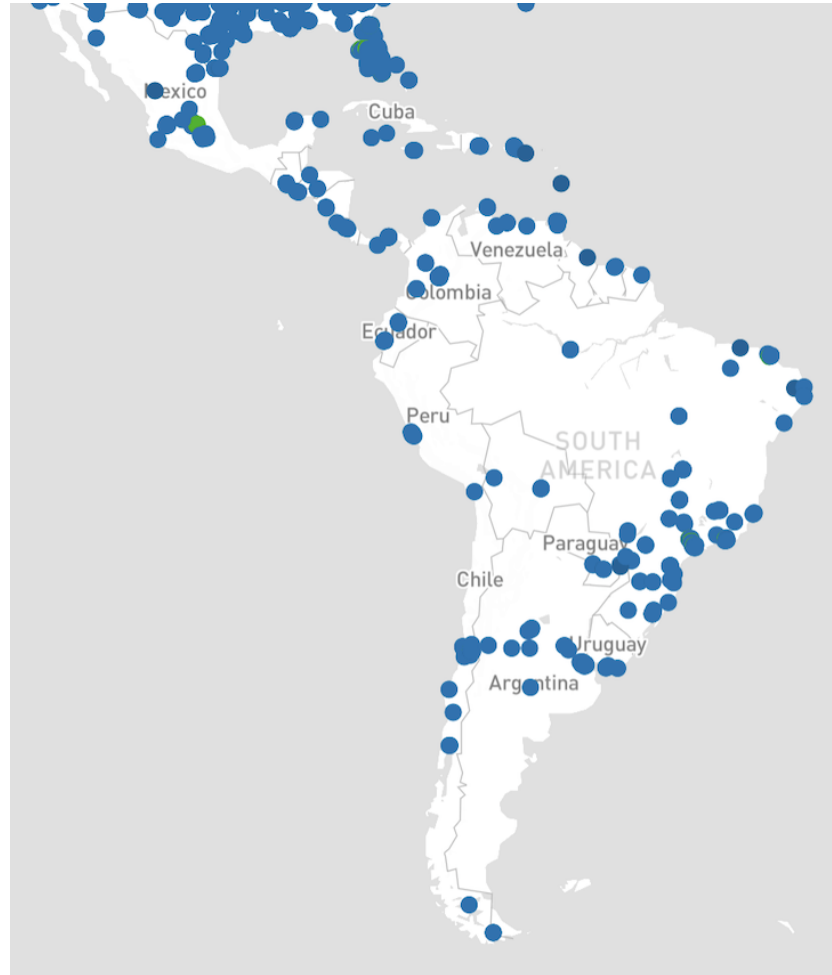 Mexico
Cuba
Venezuela
Colombia
Ecuador
Peru
SOUTH
AMERICA
Paraguay
Chile
Uruguay
Argentina